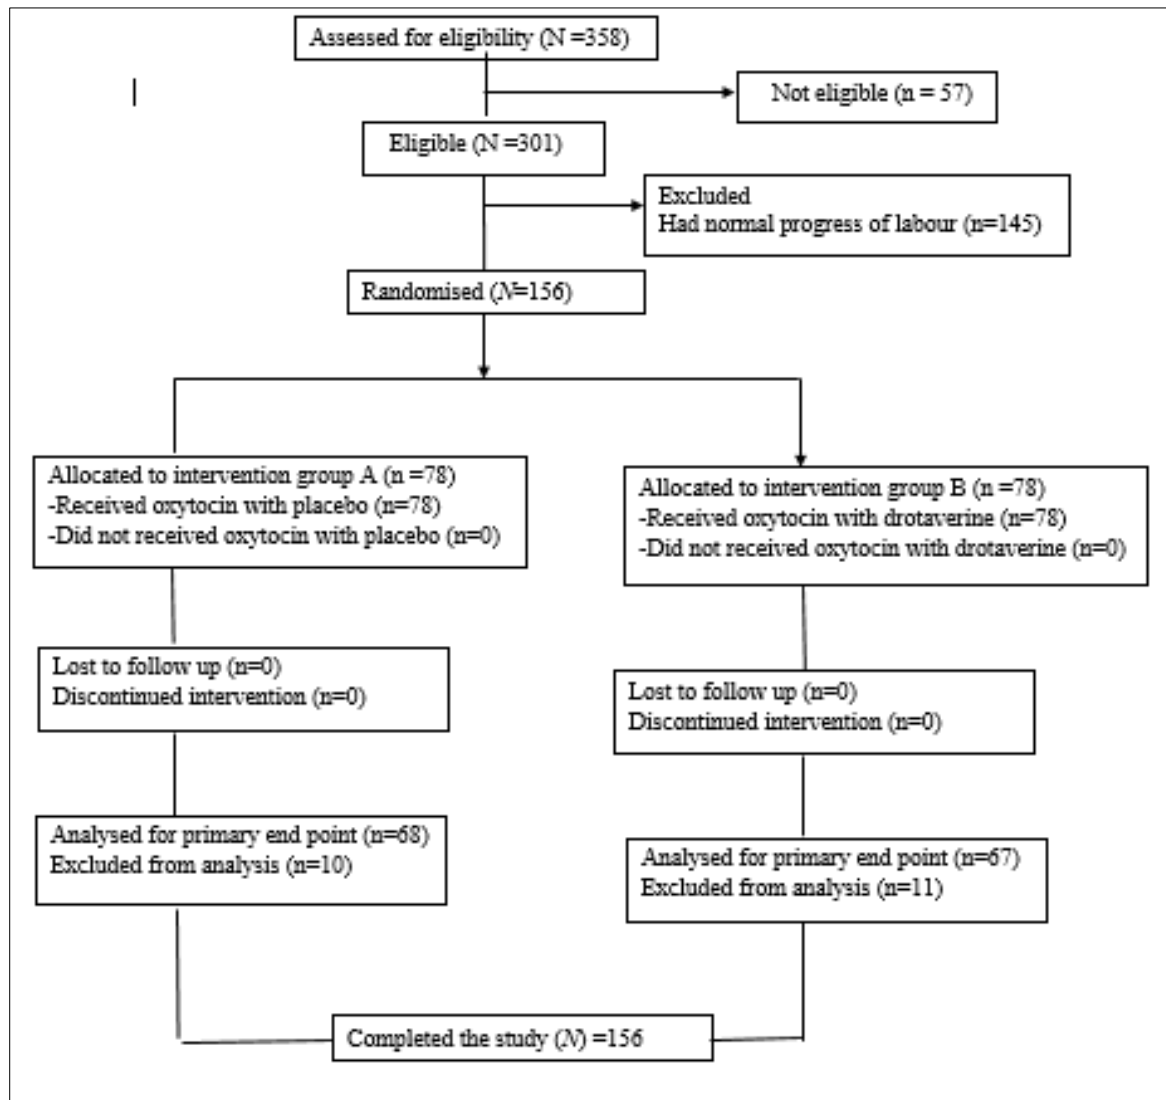 Assessed for eligibility (N =358)
Not eligible (n = 57)
Eligible (N =301)
Excluded
Had normal progress of labour (n=145)
Randomised (N=156)
Allocated to intervention group A (n =78)
-Received oxytocin with placebo (n=78)
-Did not received oxytocin with placebo (n=0)
Allocated to intervention group B (n =78)
-Received oxytocin with drotaverine (n=78)
-Did not received oxytocin with drotaverine (n=0)
Lost to follow up (n=0)
Discontinued intervention (n=0)
Lost to follow up (n=0)
Discontinued intervention (n=0)
Analysed for primary end point (n=68)
Excluded from analysis (n=10)
Analysed for primary end point (n=67)
Excluded from analysis (n=11)
Completed the study (N) =156